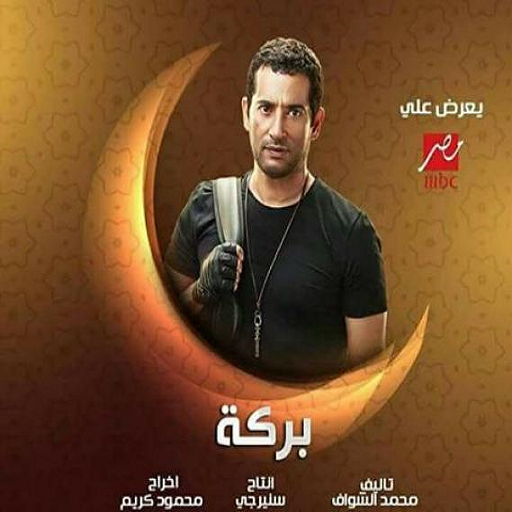 يعرض علي
مصر
mbc
بركة
تاليف
محمد الشواف
انتاج
سنيرجي
اخراج
محمود كريم